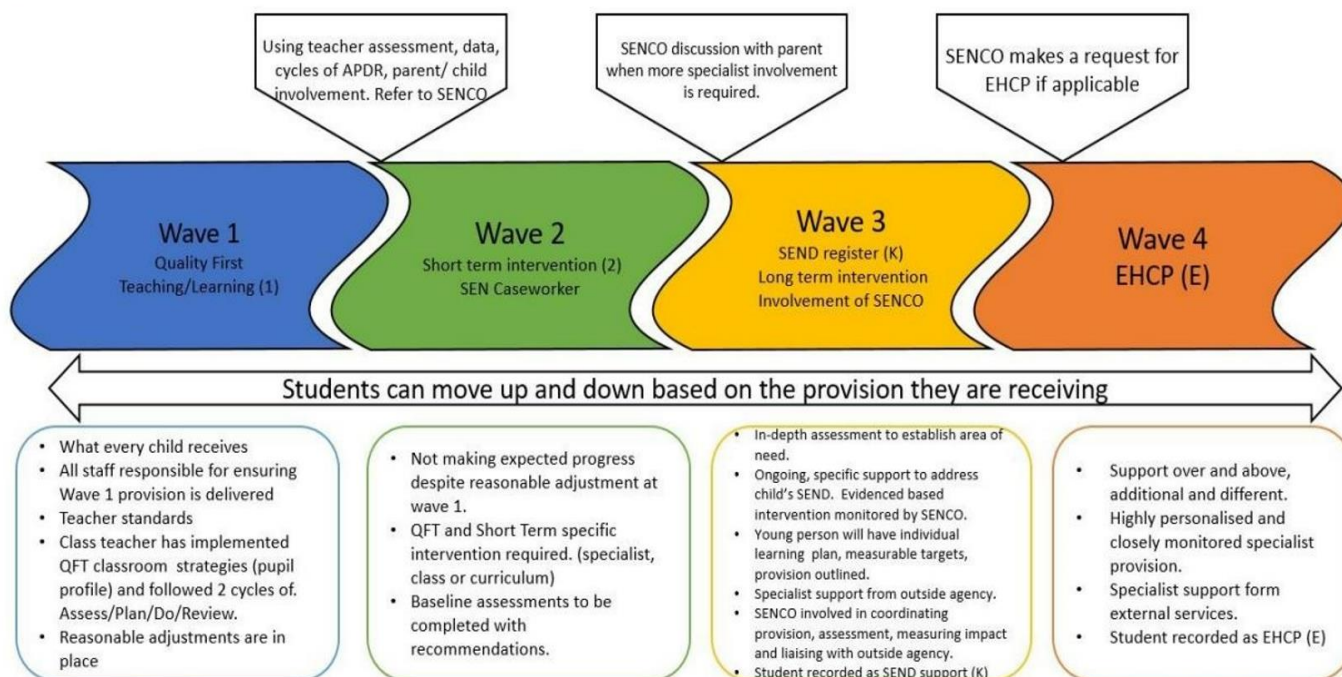 Using teacher assessment, data,
cycles of APDR, parent/ child
involvement. Refer to SENCO
SENCO discussion with parent
when more specialist involvement
is required.
SENCO makes a request for
EHCP if applicable
Wave 1
Quality First
Teaching/Learning (1)
Wave 2
Short term intervention (2)
SEN Caseworker
Wave 3
SEND register (K)
Long term intervention
Involvement of SENCO
Wave 4
EHCP (E)
Students can move up and down based on the provision they are receiving
• What every child receives
• All staff responsible for ensuring
Wave 1 provision is delivered
• Teacher standards
• Class teacher has implemented
QFT classroom strategies (pupil
profile) and followed 2 cycles of.
Assess/Plan/Do/Review.
• Reasonable adjustments are in
place
• Not making expected progress
despite reasonable adjustment at
wave 1.
• QFT and Short Term specific
intervention required. (specialist,
class or curriculum)
• Baseline assessments to be
completed with
recommendations.
• In-depth assessment to establish area of
need.
• Ongoing, specific support to address
child's SEND. Evidenced based
intervention monitored by SENCO.
• Young person will have individual
learning plan, measurable targets,
provision outlined.
• Specialist support from outside agency.
• SENCO involved in coordinating
provision, assessment, measuring impact
and liaising with outside agency.
• Student recorded as SEND support (K)
• Support over and above,
additional and different.
• Highly personalised and
closely monitored specialist
provision.
• Specialist support form
external services.
• Student recorded as EHCP (E)